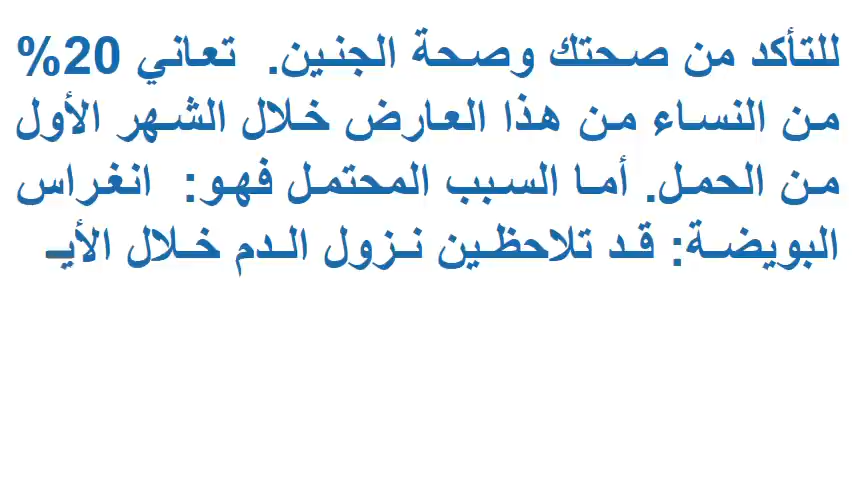 للتأكد من صحتك وصحة الجنين. تعاني 20%
من النساء من هذا العارض خلال الشهر الأول
من الحمل. أما السبب المحتمل فهو: انغراس
البويضة: قد تلاحظين نزول الدم خلال الأيـ